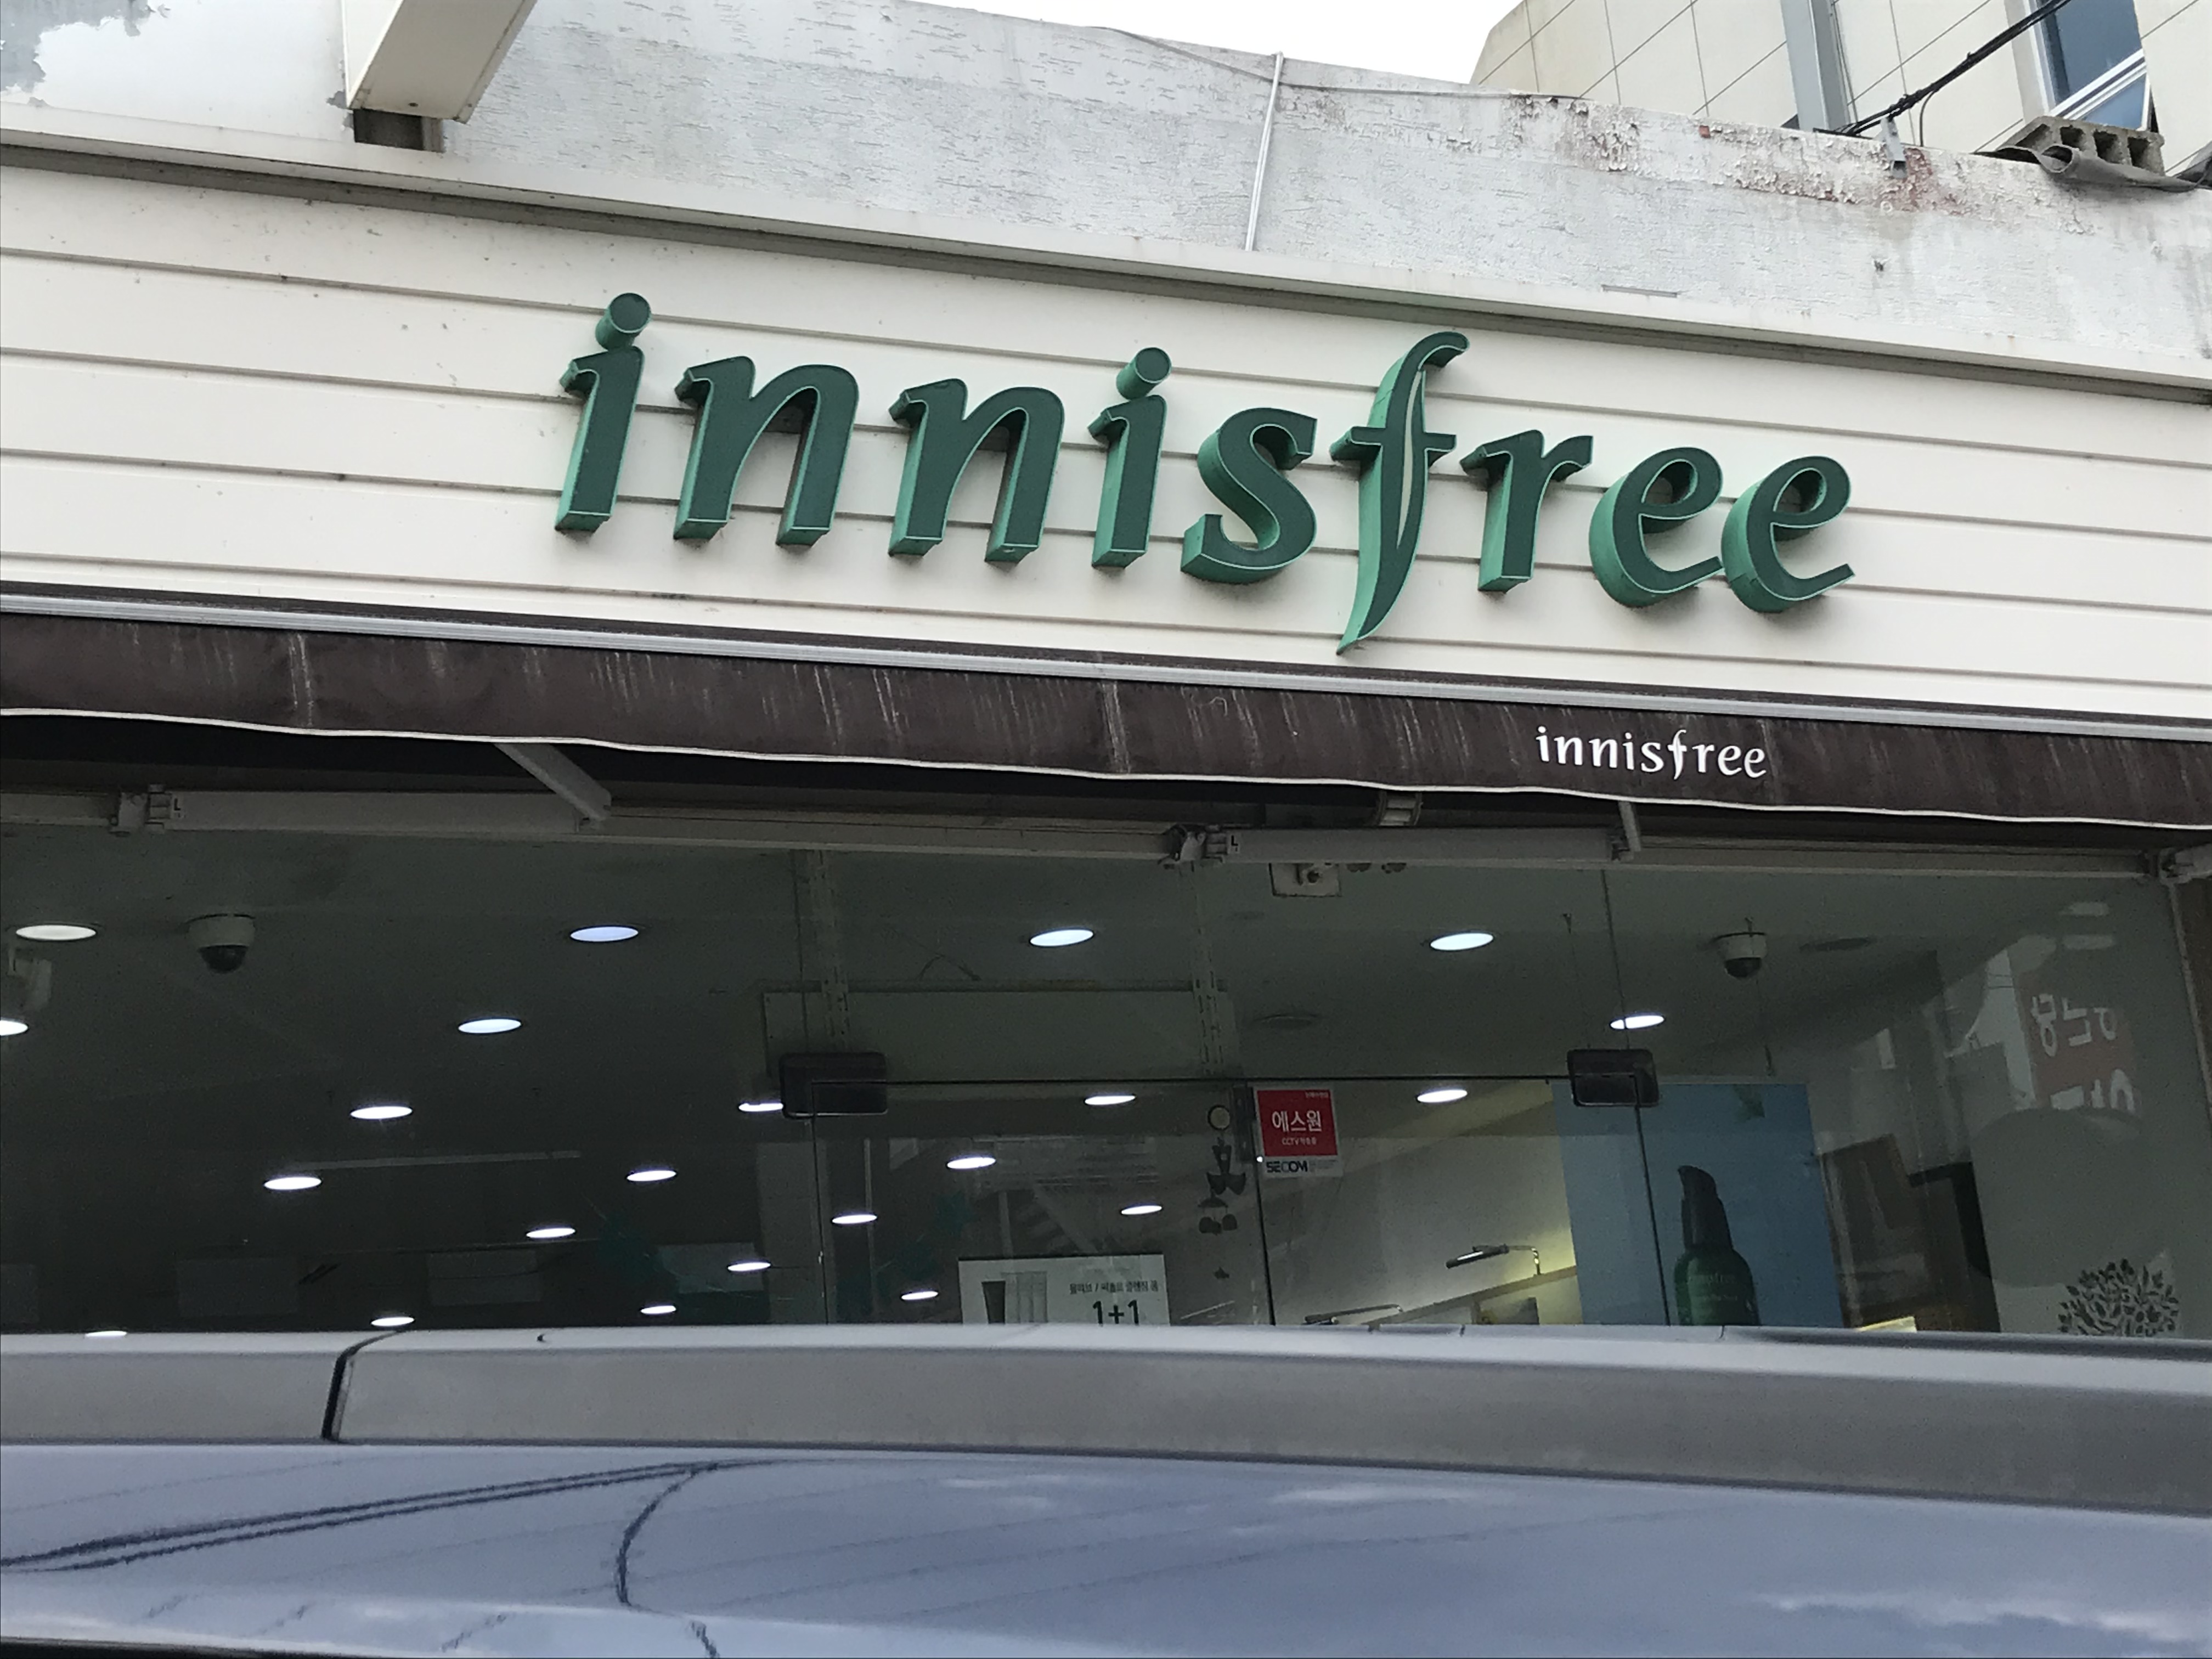 innisfree
innisfree
에스원
SECOM
1+1